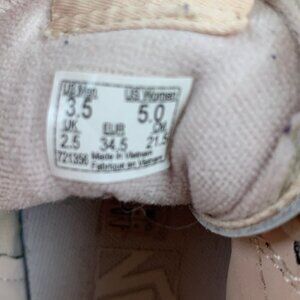 US Men US Women
3.5 5.0
UK EUR CM
2.5 34.5 21.5
721356 Made in Vietnam
Fabriqué en Vietnam